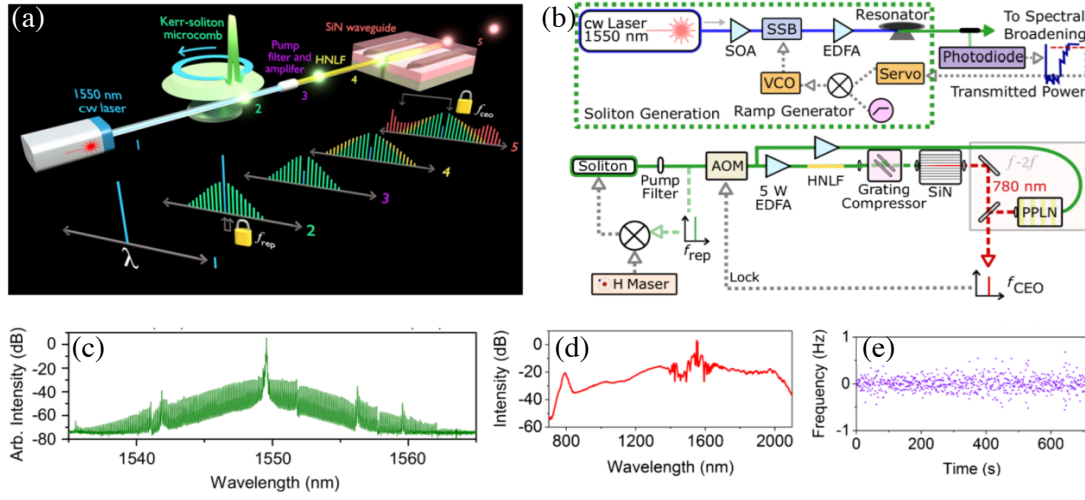 (a)
Kerr-soliton
microcomb
SiN waveguide
Pump
filter and
amplifer
HNLF
1550 nm
cw laser
1
2
3
4
5
f_ceo
5
4
3
f_rep
2
λ
1
(b)
cw Laser
1550 nm
SOA
SSB
EDFA
Resonator
To Spectral
Broadening
Photodiode
VCO
Servo
Transmitted Power
Ramp Generator
Soliton Generation
Soliton
Pump
Filter
AOM
5 W
EDFA
HNLF
Grating
Compressor
SiN
f-2f
780 nm
PPLN
f_rep
H Maser
Lock
f_CEO
(c)
Arb. Intensity (dB)
0
-20
-40
-60
-80
1540
1550
1560
Wavelength (nm)
(d)
Intensity (dB)
0
-20
-40
-60
800
1200
1600
2000
Wavelength (nm)
(e)
Frequency (Hz)
1
0
-1
0
200
400
600
Time (s)